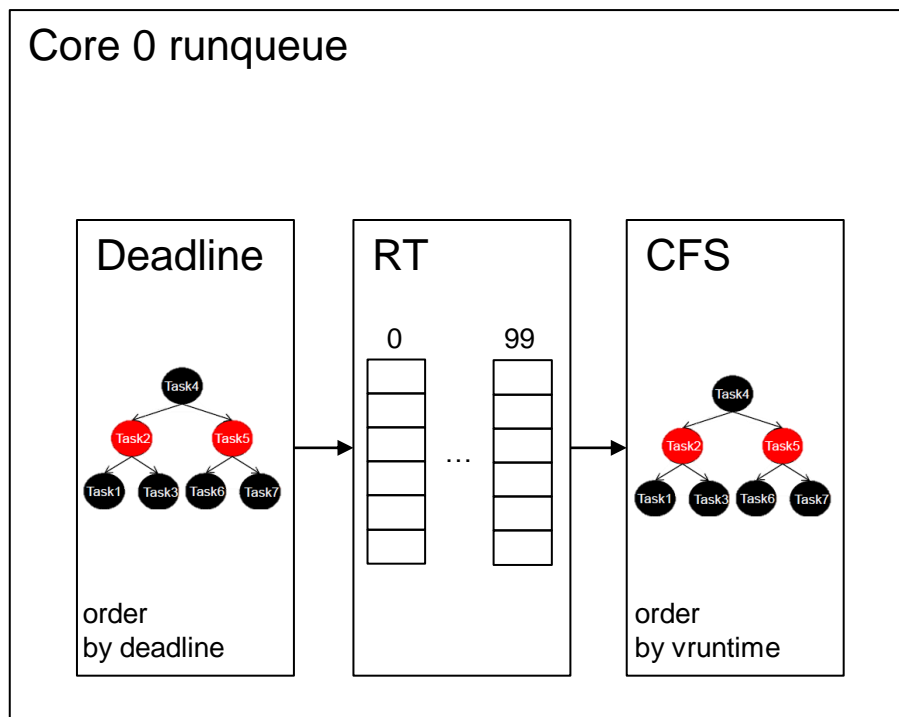 Core 0 runqueue
Deadline
Task4
Task2 Task5
Task1 Task3 Task6 Task7
order
by deadline
RT
0 ... 99
CFS
Task4
Task2 Task5
Task1 Task3 Task6 Task7
order
by vruntime